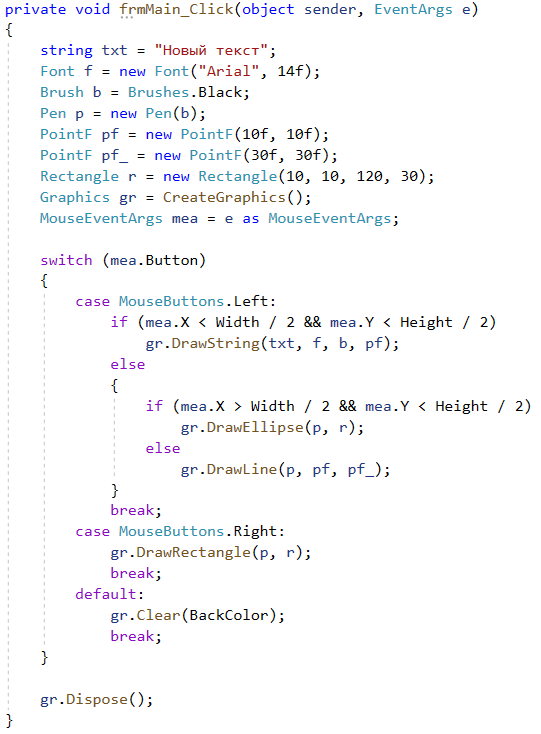 private void frmMain_Click(object sender, EventArgs e)
{
    string txt = "Новый текст";
    Font f = new Font("Arial", 14f);
    Brush b = Brushes.Black;
    Pen p = new Pen(b);
    PointF pf = new PointF(10f, 10f);
    PointF pf_ = new PointF(30f, 30f);
    Rectangle r = new Rectangle(10, 10, 120, 30);
    Graphics gr = CreateGraphics();
    MouseEventArgs mea = e as MouseEventArgs;

    switch (mea.Button)
    {
        case MouseButtons.Left:
            if (mea.X < Width / 2 && mea.Y < Height / 2)
                gr.DrawString(txt, f, b, pf);
            else
            {
                if (mea.X > Width / 2 && mea.Y < Height / 2)
                    gr.DrawEllipse(p, r);
                else
                    gr.DrawLine(p, pf, pf_);
            }
            break;
        case MouseButtons.Right:
            gr.DrawRectangle(p, r);
            break;
        default:
            gr.Clear(BackColor);
            break;
    }

    gr.Dispose();
}